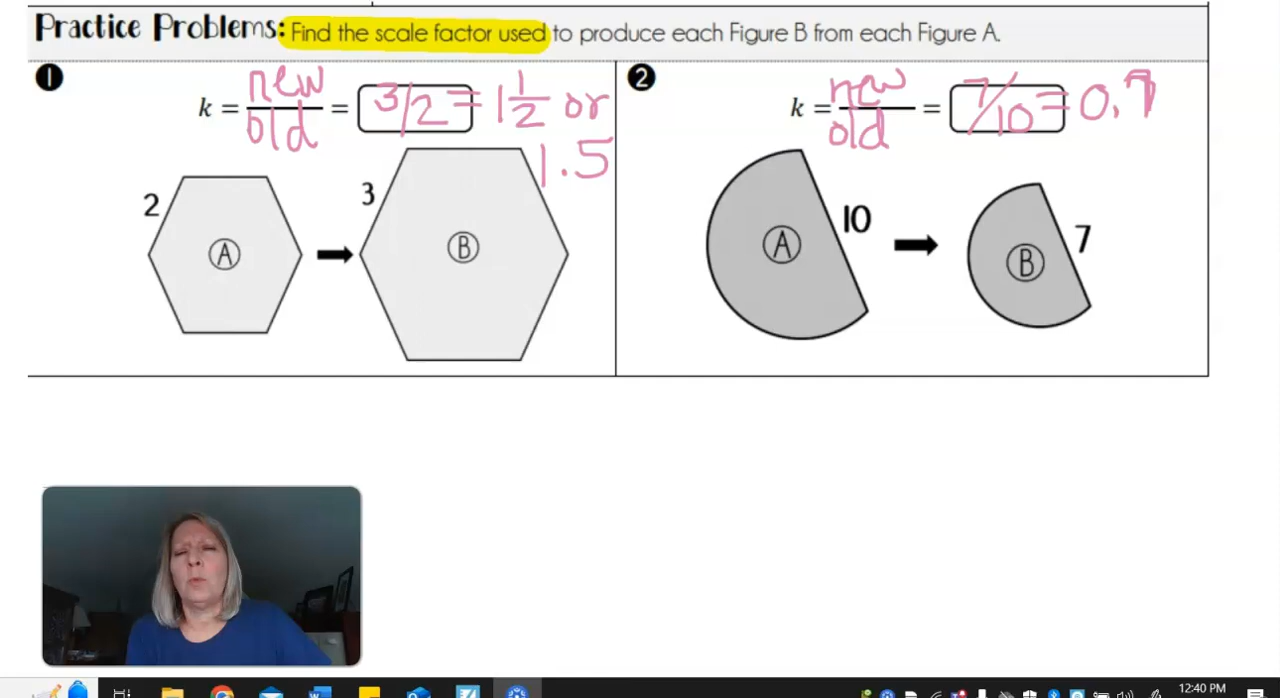 Practice Problems: Find the scale factor used to produce each Figure B from each Figure A.
1
k = new/old = 3/2 = 1 1/2 or
1.5
2
A
3
B
2
k = new/old = 7/10 = 0.7
A
10
B
7
12:40 PM